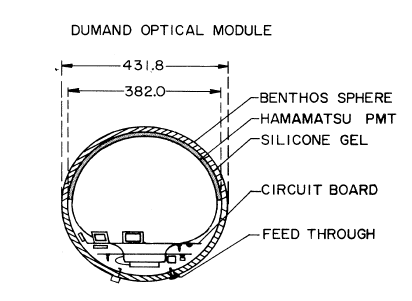 DUMAND OPTICAL MODULE
431.8
382.0
BENTHOS SPHERE
HAMAMATSU PMT
SILICONE GEL
CIRCUIT BOARD
FEED THROUGH